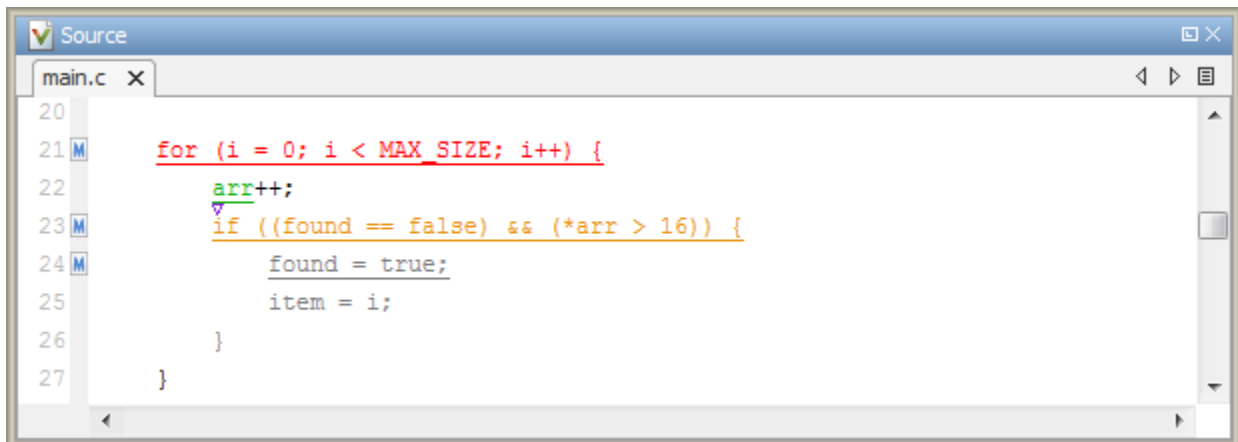 Source
main.c
20
21 M for (i = 0; i < MAX_SIZE; i++) {
22 arr++;
23 M if ((found == false) && (*arr > 16)) {
24 M found = true;
25 item = i;
26 }
27 }